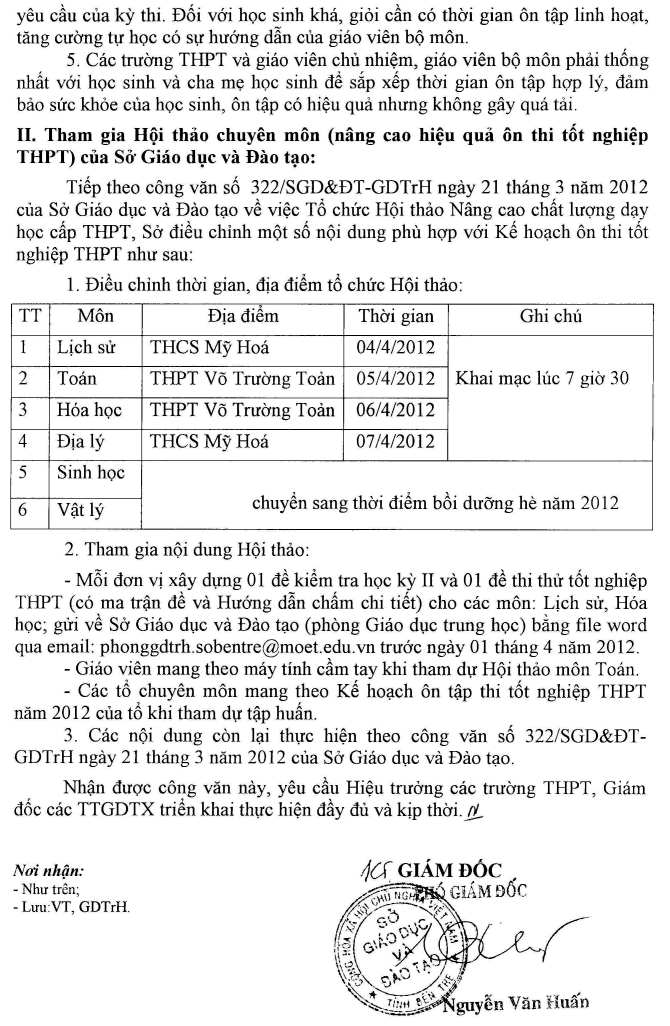 yêu cầu của kỳ thi. Đối với học sinh khá, giỏi cần có thời gian ôn tập linh hoạt,
tăng cường tự học có sự hướng dẫn của giáo viên bộ môn.
5. Các trường THPT và giáo viên chủ nhiệm, giáo viên bộ môn phải thống
nhất với học sinh và cha mẹ học sinh để sắp xếp thời gian ôn tập hợp lý, đảm
bảo sức khỏe của học sinh, ôn tập có hiệu quả nhưng không gây quá tải.
II. Tham gia Hội thảo chuyên môn (nâng cao hiệu quả ôn thi tốt nghiệp
THPT) của Sở Giáo dục và Đào tạo:
Tiếp theo công văn số 322/SGD&ĐT-GDTrH ngày 21 tháng 3 năm 2012
của Sở Giáo dục và Đào tạo về việc Tổ chức Hội thảo Nâng cao chất lượng dạy
học cấp THPT, Sở điều chỉnh một số nội dung phù hợp với Kế hoạch ôn thi tốt
nghiệp THPT như sau:
1. Điều chỉnh thời gian, địa điểm tổ chức Hội thảo:
TT Môn Địa điểm Thời gian Ghi chú
1 Lịch sử THCS Mỹ Hoá 04/4/2012
2 Toán THPT Võ Trường Toản 05/4/2012 Khai mạc lúc 7 giờ 30
3 Hóa học THPT Võ Trường Toản 06/4/2012
4 Địa lý THCS Mỹ Hoá 07/4/2012
5 Sinh học
chuyển sang thời điểm bồi dưỡng hè năm 2012
6 Vật lý
2. Tham gia nội dung Hội thảo:
- Mỗi đơn vị xây dựng 01 đề kiểm tra học kỳ II và 01 đề thi thử tốt nghiệp
THPT (có ma trận đề và Hướng dẫn chấm chi tiết) cho các môn: Lịch sử, Hóa
học; gửi về Sở Giáo dục và Đào tạo (phòng Giáo dục trung học) bằng file word
qua email: phonggdtrh.sobentre@moet.edu.vn trước ngày 01 tháng 4 năm 2012.
- Giáo viên mang theo máy tính cầm tay khi tham dự Hội thảo môn Toán.
- Các tổ chuyên môn mang theo Kế hoạch ôn tập thi tốt nghiệp THPT
năm 2012 của tổ khi tham dự tập huấn.
3. Các nội dung còn lại thực hiện theo công văn số 322/SGD&ĐT-
GDTrH ngày 21 tháng 3 năm 2012 của Sở Giáo dục và Đào tạo.
Nhận được công văn này, yêu cầu Hiệu trưởng các trường THPT, Giám
đốc các TTGDTX triển khai thực hiện đầy đủ và kịp thời.
Nơi nhận:
- Như trên;
- Lưu:VT, GDTrH.
GIÁM ĐỐC
PHÓ GIÁM ĐỐC
CỘNG HÒA XÃ HỘI CHỦ NGHĨA VIỆT NAM
SỞ
GIÁO DỤC
VÀ
ĐÀO TẠO
TỈNH BẾN TRE
Nguyễn Văn Huấn